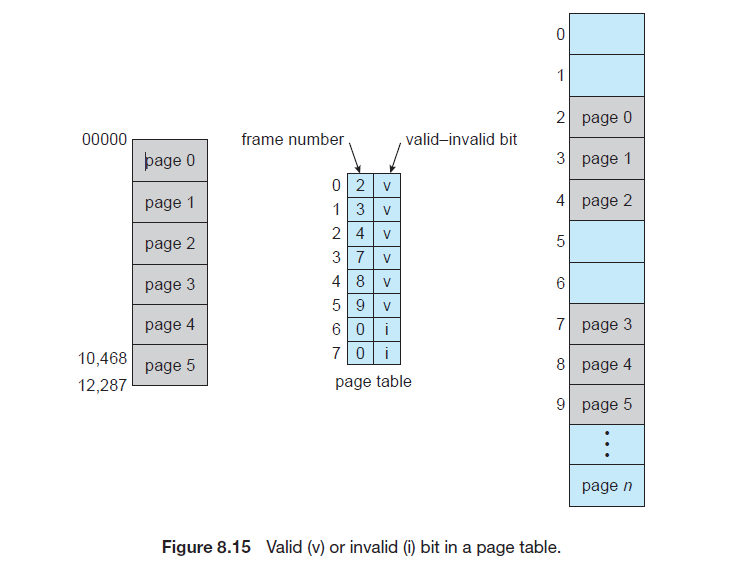 00000
page 0
page 1
page 2
page 3
page 4
10,468
page 5
12,287
frame number
valid–invalid bit
0 2 v
1 3 v
2 4 v
3 7 v
4 8 v
5 9 v
6 0 i
7 0 i
page table
0
1
2 page 0
3 page 1
4 page 2
5
6
7 page 3
8 page 4
9 page 5
page n
Figure 8.15 Valid (v) or invalid (i) bit in a page table.